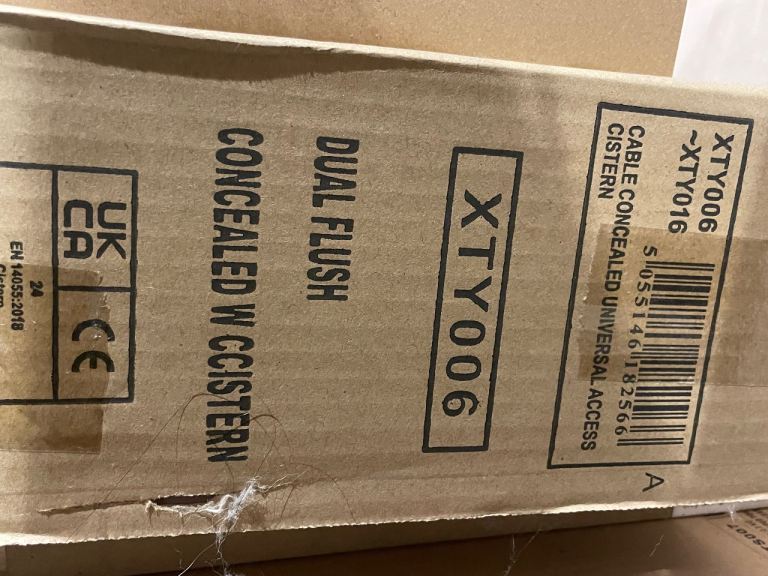 XTY006
~XTY016
5 055146 182566
CABLE CONCEALED UNIVERSAL ACCESS
CISTERN
A
XTY006
DUAL FLUSH
CONCEALED W CCISTERN
UK
CA
CE
24
EN 14055:2018
Cistern